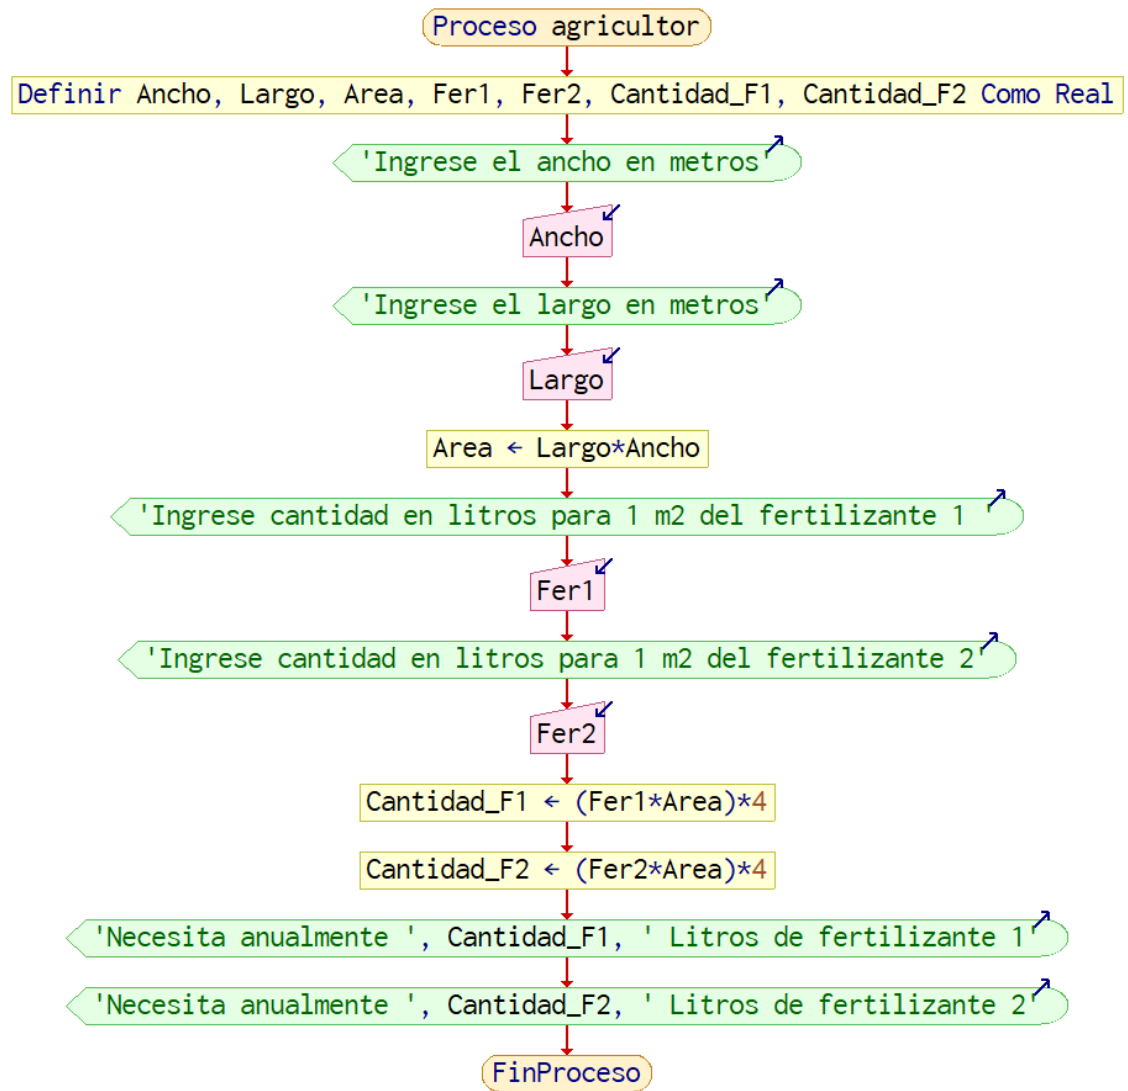 Proceso agricultor
Definir Ancho, Largo, Area, Fer1, Fer2, Cantidad_F1, Cantidad_F2 Como Real
'Ingrese el ancho en metros'
Ancho
'Ingrese el largo en metros'
Largo
Area ← Largo*Ancho
'Ingrese cantidad en litros para 1 m2 del fertilizante 1 '
Fer1
'Ingrese cantidad en litros para 1 m2 del fertilizante 2'
Fer2
Cantidad_F1 ← (Fer1*Area)*4
Cantidad_F2 ← (Fer2*Area)*4
'Necesita anualmente ', Cantidad_F1, ' Litros de fertilizante 1'
'Necesita anualmente ', Cantidad_F2, ' Litros de fertilizante 2'
FinProceso